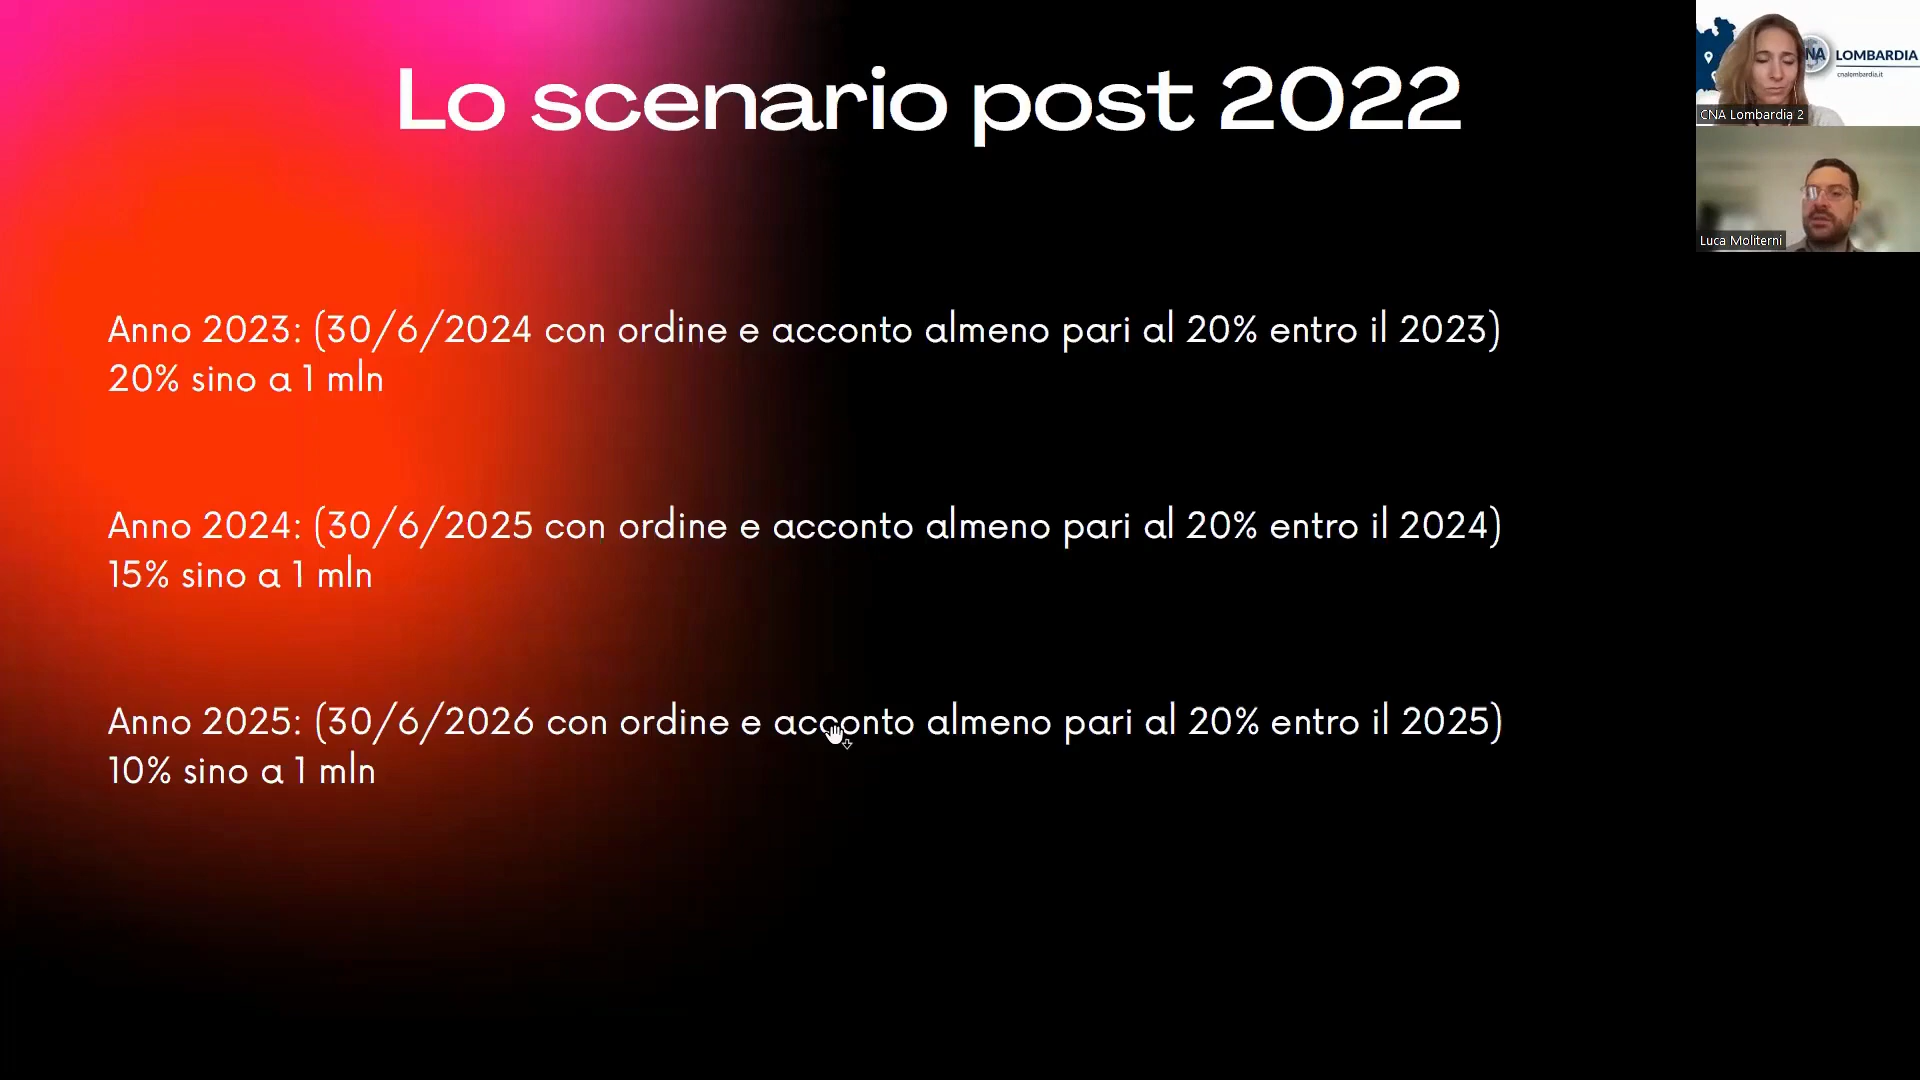 Lo scenario post 2022
Anno 2023: (30/6/2024 con ordine e acconto almeno pari al 20% entro il 2023)
20% sino a 1 mln
Anno 2024: (30/6/2025 con ordine e acconto almeno pari al 20% entro il 2024)
15% sino a 1 mln
Anno 2025: (30/6/2026 con ordine e acconto almeno pari al 20% entro il 2025)
10% sino a 1 mln
NA LOMBARDIA
cnalombardia.it
CNA Lombardia 2
Luca Moliterni